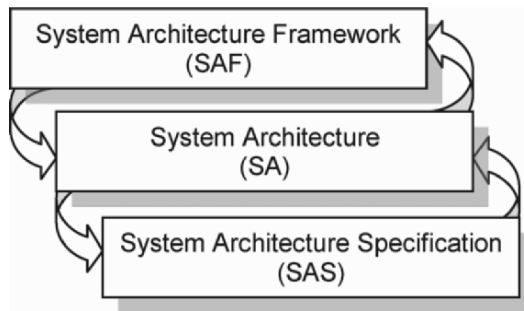 System Architecture Framework
(SAF)
System Architecture
(SA)
System Architecture Specification
(SAS)